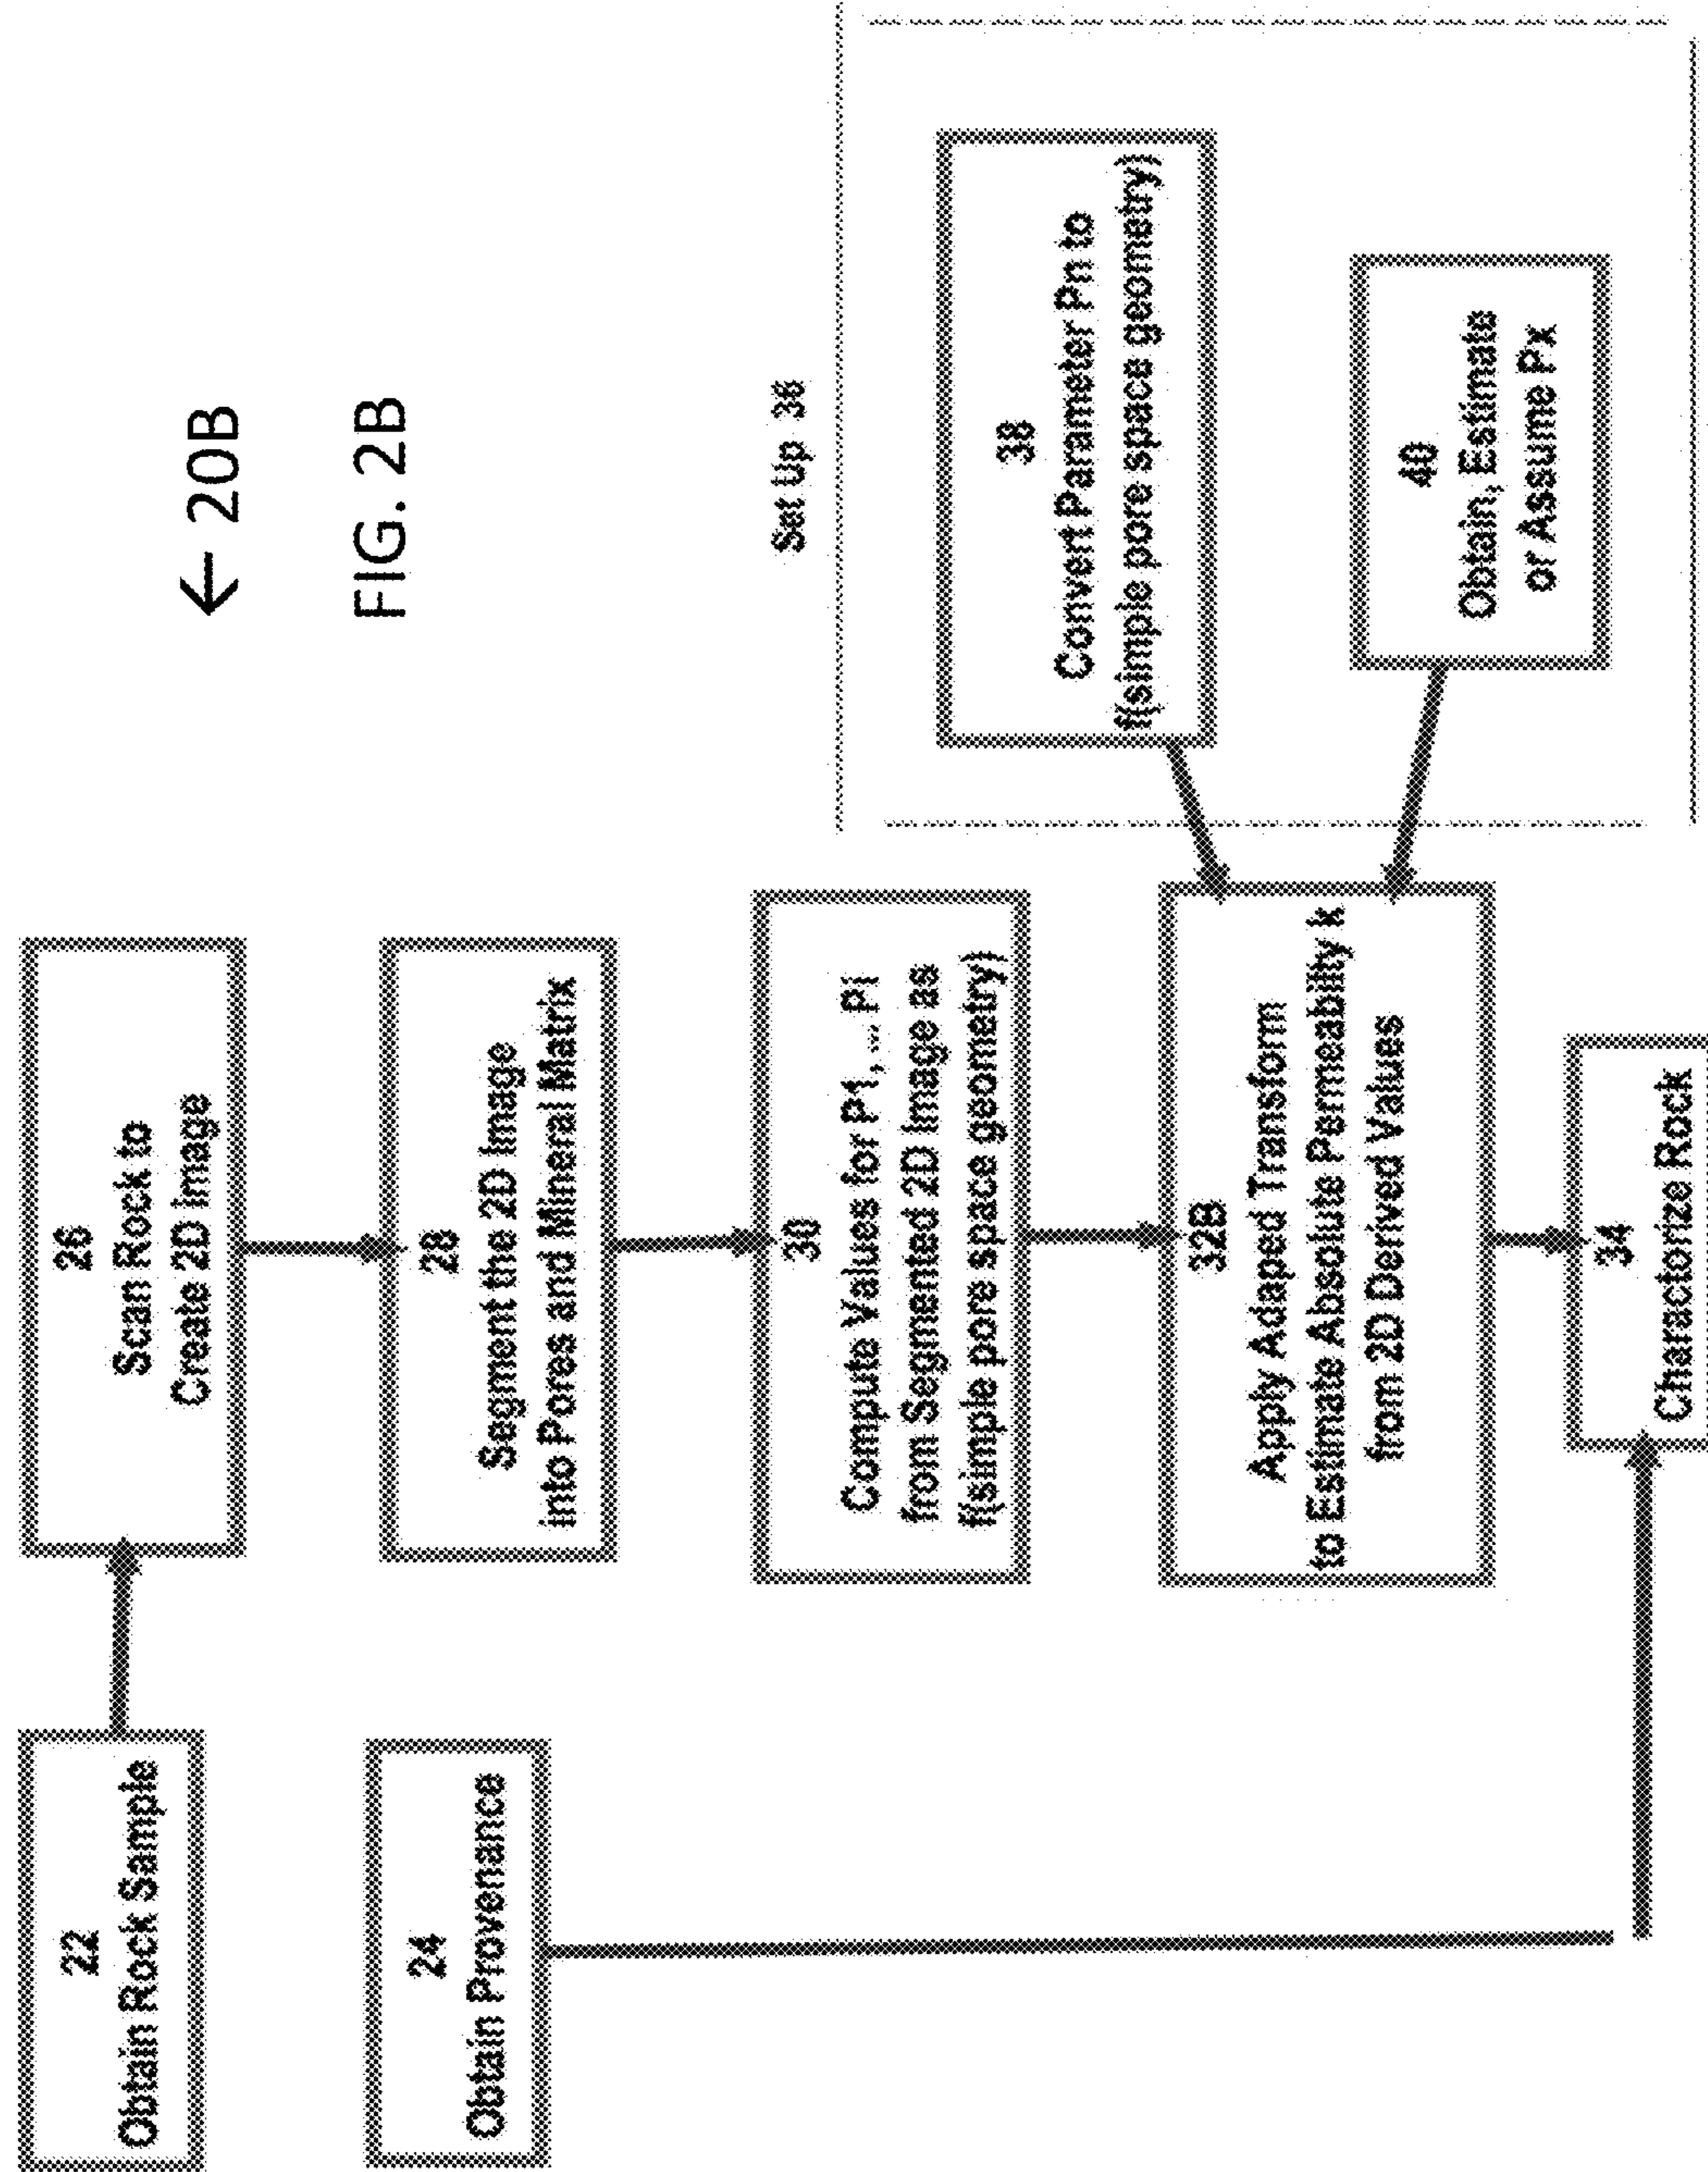 ← 20B
FIG. 2B
22
Obtain Rock Sample
24
Obtain Provenance
26
Scan Rock to
Create 2D Image
28
Segment the 2D Image
into Pores and Mineral Matrix
30
Compute Values for P1, ... Pi
from Segmented 2D Image as
f(simple pore space geometry)
32B
Apply Adapted Transform
to Estimate Absolute Permeability k
from 2D Derived Values
34
Charactorize Rock
Set Up 36
38
Convert Parameter Pn to
f(simple pore space geometry)
40
Obtain, Estimate
or Assume Px